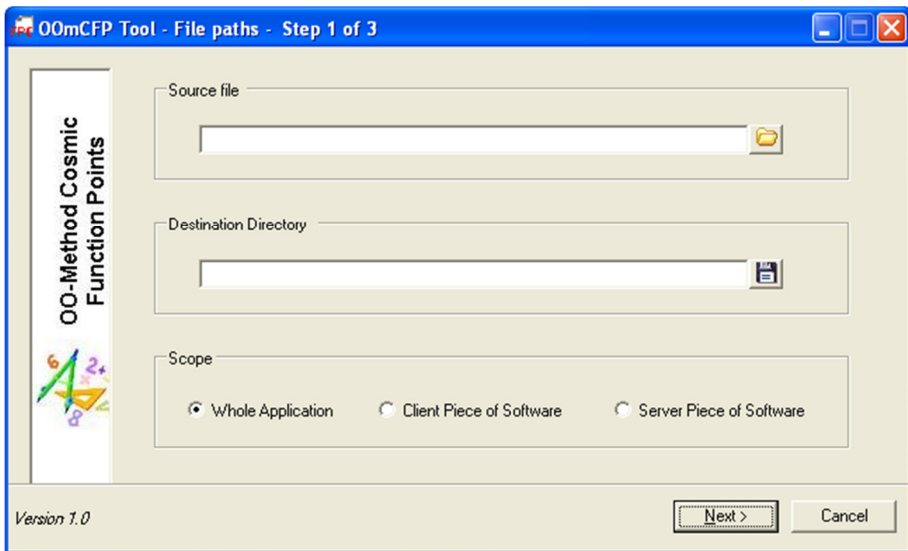 OOmCFP Tool - File paths - Step 1 of 3
OO-Method Cosmic
Function Points
Source file
Destination Directory
Scope
Whole Application
Client Piece of Software
Server Piece of Software
Version 1.0
Next >
Cancel